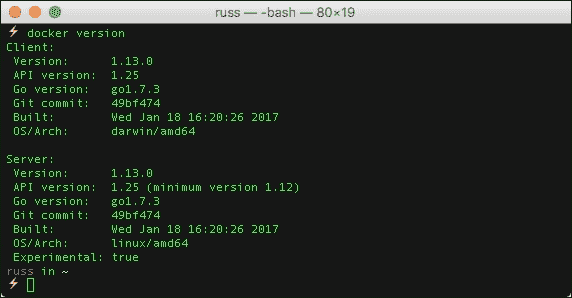 russ — -bash — 80×19
⚡ docker version
Client:
 Version:      1.13.0
 API version:  1.25
 Go version:   go1.7.3
 Git commit:   49bf474
 Built:        Wed Jan 18 16:20:26 2017
 OS/Arch:      darwin/amd64

Server:
 Version:      1.13.0
 API version:  1.25 (minimum version 1.12)
 Go version:   go1.7.3
 Git commit:   49bf474
 Built:        Wed Jan 18 16:20:26 2017
 OS/Arch:      linux/amd64
 Experimental: true
russ in ~
⚡